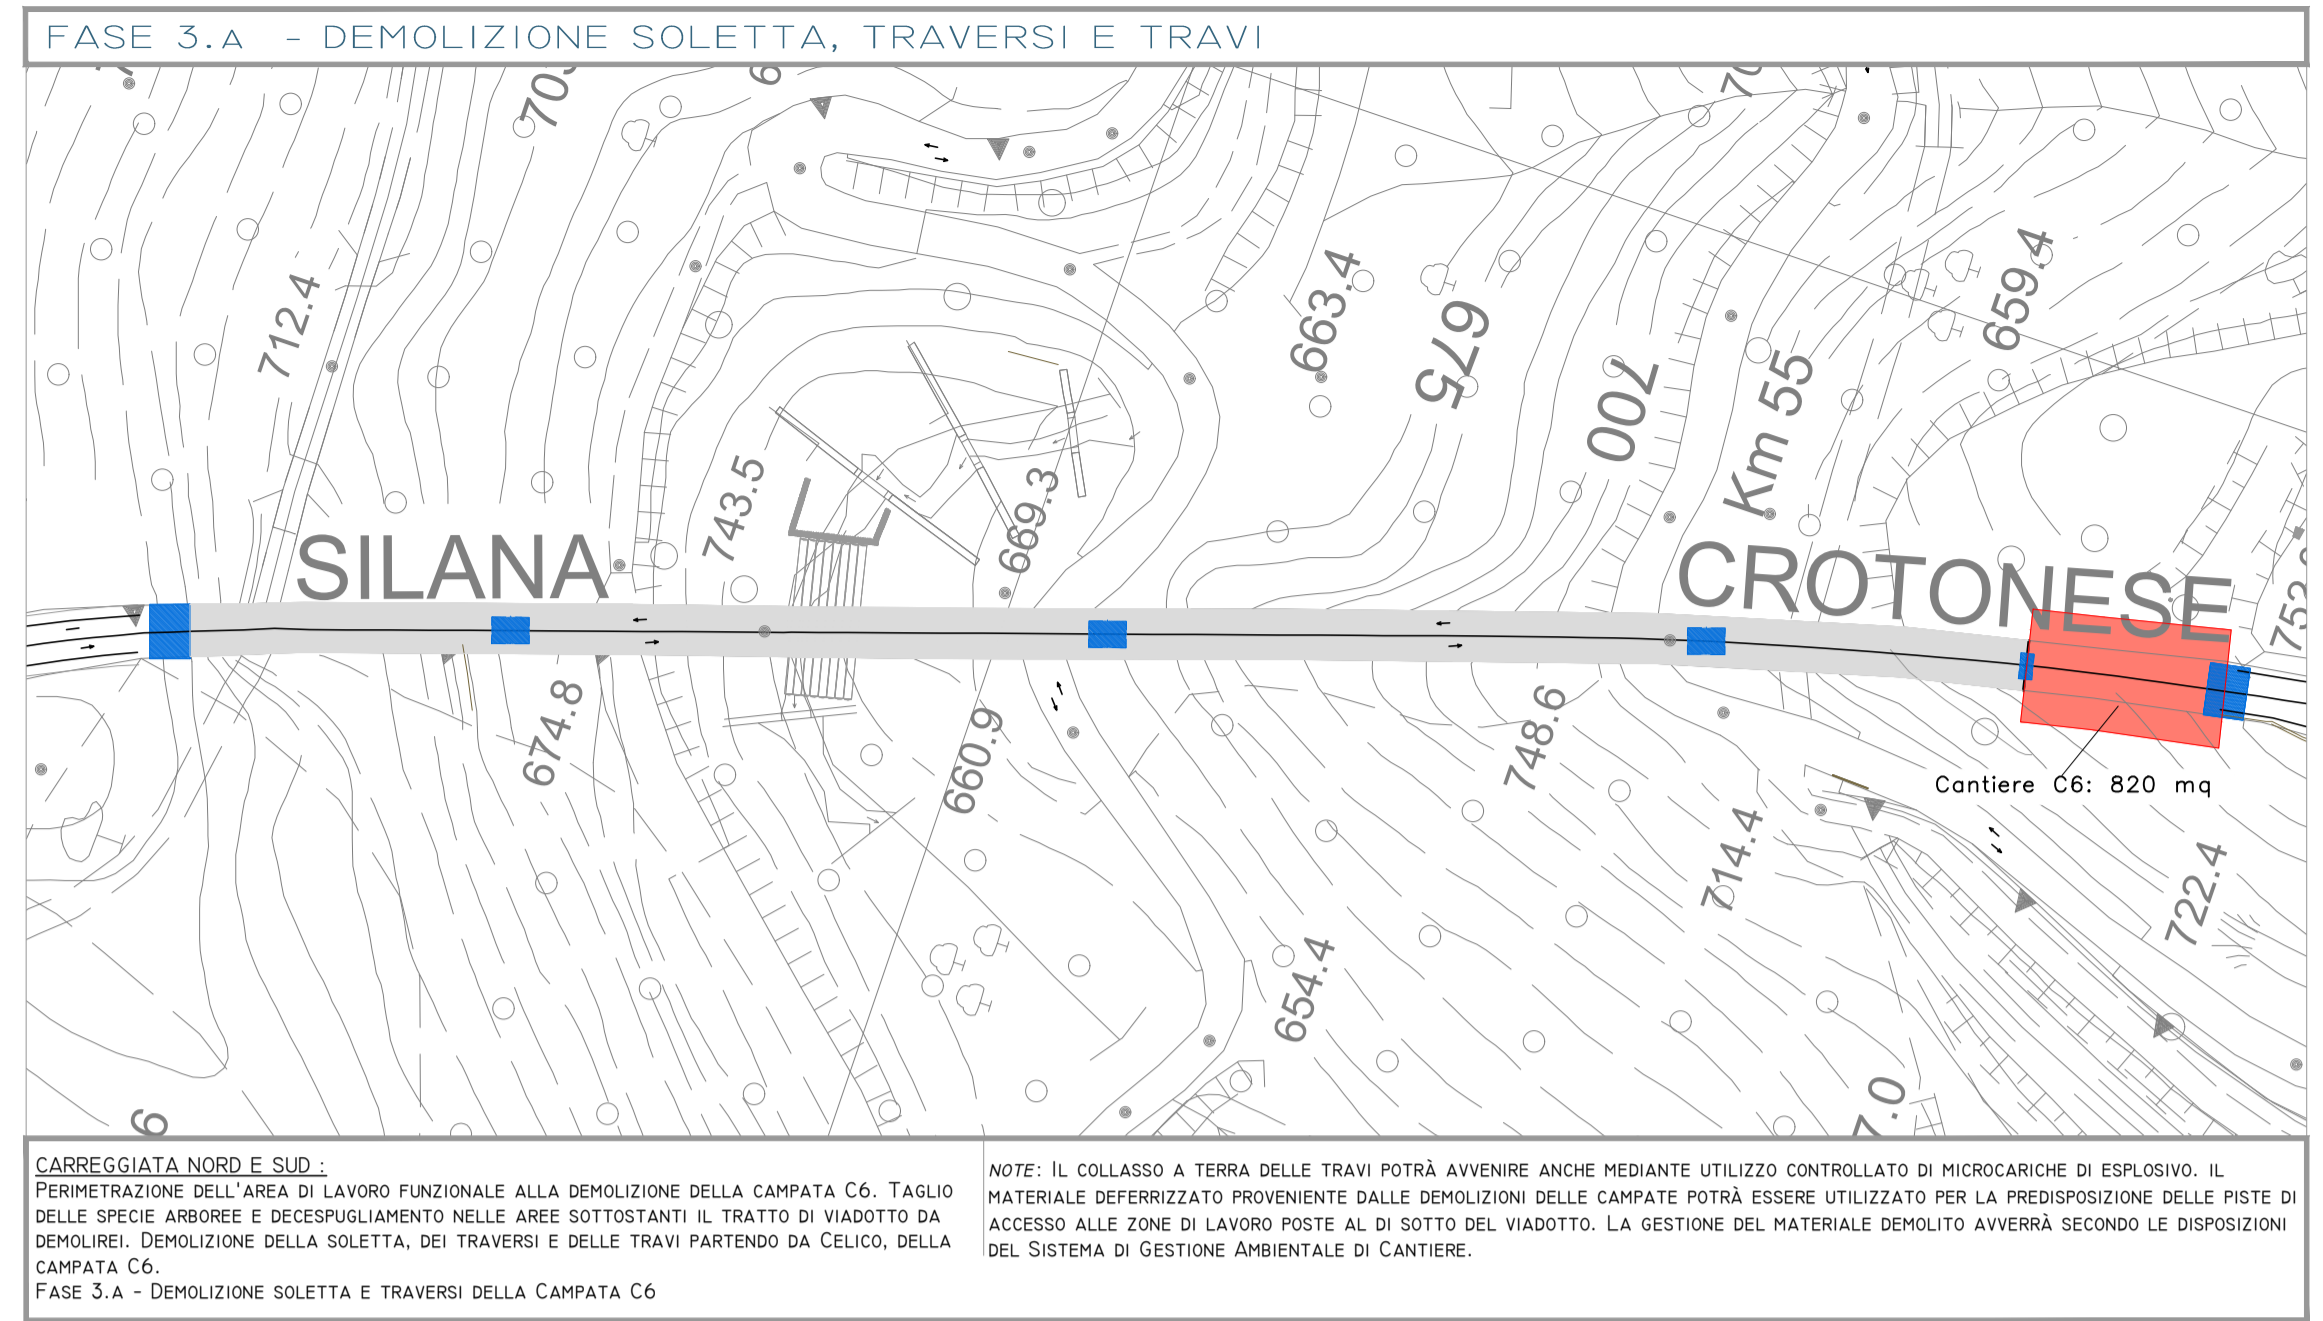 FASE 3.A - DEMOLIZIONE SOLETTA, TRAVERSI E TRAVI
712.4
743.5
669.3
663.4
675
700
Km 55
659.4
SILANA
CROTONESE
674.8
660.9
748.6
714.4
654.4
722.4
7.0
6
Cantiere C6: 820 mq
CARREGGIATA NORD E SUD :
PERIMETRAZIONE DELL'AREA DI LAVORO FUNZIONALE ALLA DEMOLIZIONE DELLA CAMPATA C6. TAGLIO
DELLE SPECIE ARBOREE E DECESPUGLIAMENTO NELLE AREE SOTTOSTANTI IL TRATTO DI VIADOTTO DA
DEMOLIREI. DEMOLIZIONE DELLA SOLETTA, DEI TRAVERSI E DELLE TRAVI PARTENDO DA CELICO, DELLA
CAMPATA C6.
FASE 3.A - DEMOLIZIONE SOLETTA E TRAVERSI DELLA CAMPATA C6
NOTE: IL COLLASSO A TERRA DELLE TRAVI POTRÀ AVVENIRE ANCHE MEDIANTE UTILIZZO CONTROLLATO DI MICROCARICHE DI ESPLOSIVO. IL
MATERIALE DEFERRIZZATO PROVENIENTE DALLE DEMOLIZIONI DELLE CAMPATE POTRÀ ESSERE UTILIZZATO PER LA PREDISPOSIZIONE DELLE PISTE DI
ACCESSO ALLE ZONE DI LAVORO POSTE AL DI SOTTO DEL VIADOTTO. LA GESTIONE DEL MATERIALE DEMOLITO AVVERRÀ SECONDO LE DISPOSIZIONI
DEL SISTEMA DI GESTIONE AMBIENTALE DI CANTIERE.